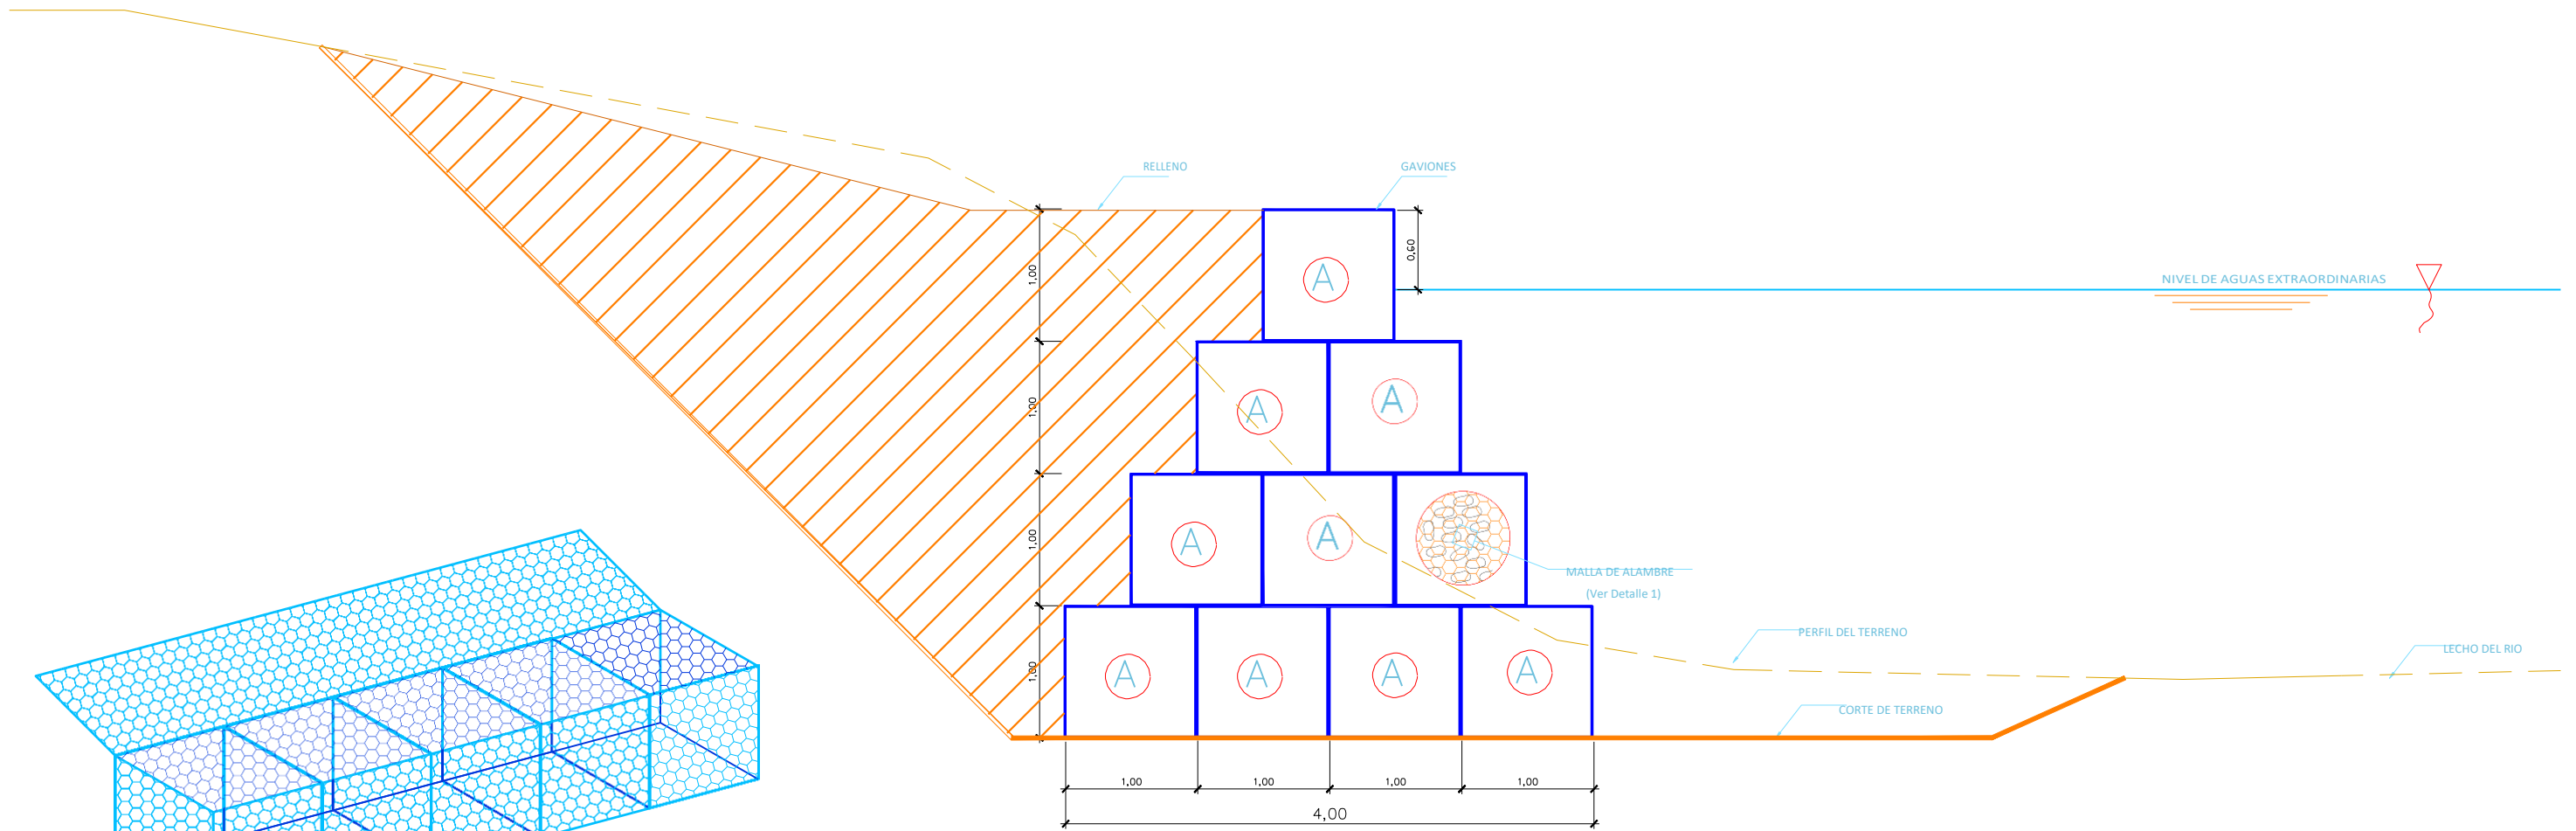 RELLENO
GAVIONES
0,60
1,00
A
NIVEL DE AGUAS EXTRAORDINARIAS
1,00
A
A
1,00
A
A
MALLA DE ALAMBRE
(Ver Detalle 1)
PERFIL DEL TERRENO
LECHO DEL RIO
1,00
A
A
A
A
CORTE DE TERRENO
1,00
1,00
1,00
1,00
4,00